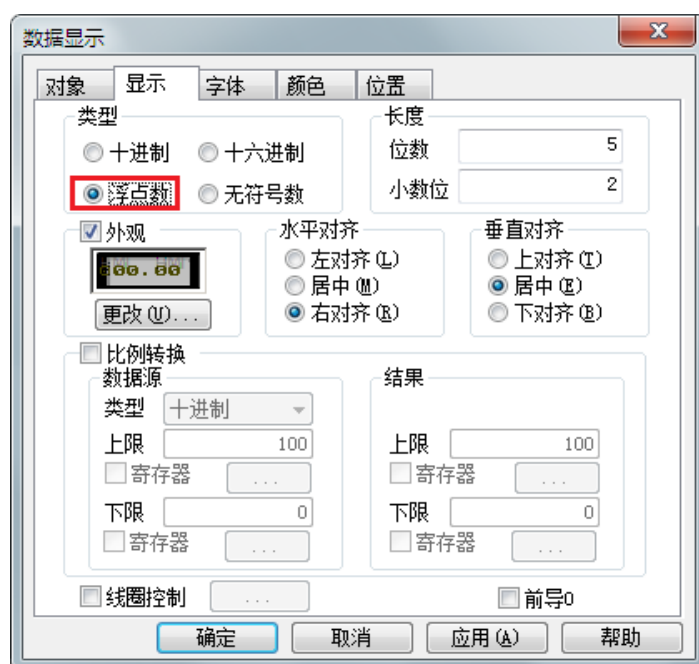 数据显示
对象 显示 字体 颜色 位置
类型 长度
十进制 十六进制 位数 5
浮点数 无符号数 小数位 2
外观 水平对齐 垂直对齐
左对齐(L) 上对齐(T)
00.00 居中(M) 居中(E)
更改(U)... 右对齐(R) 下对齐(B)
比例转换
数据源 结果
类型 十进制
上限 100 上限 100
寄存器 ... 寄存器 ...
下限 0 下限 0
寄存器 ... 寄存器 ...
线圈控制 ... 前导0
确定 取消 应用(A) 帮助